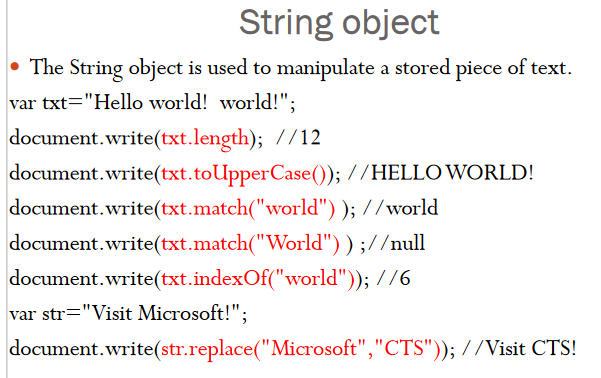 String object
• The String object is used to manipulate a stored piece of text.
var txt="Hello world!  world!";
document.write(txt.length);  //12
document.write(txt.toUpperCase()); //HELLO WORLD!
document.write(txt.match("world") ); //world
document.write(txt.match("World") ) ;//null
document.write(txt.indexOf("world")); //6
var str="Visit Microsoft!";
document.write(str.replace("Microsoft","CTS")); //Visit CTS!